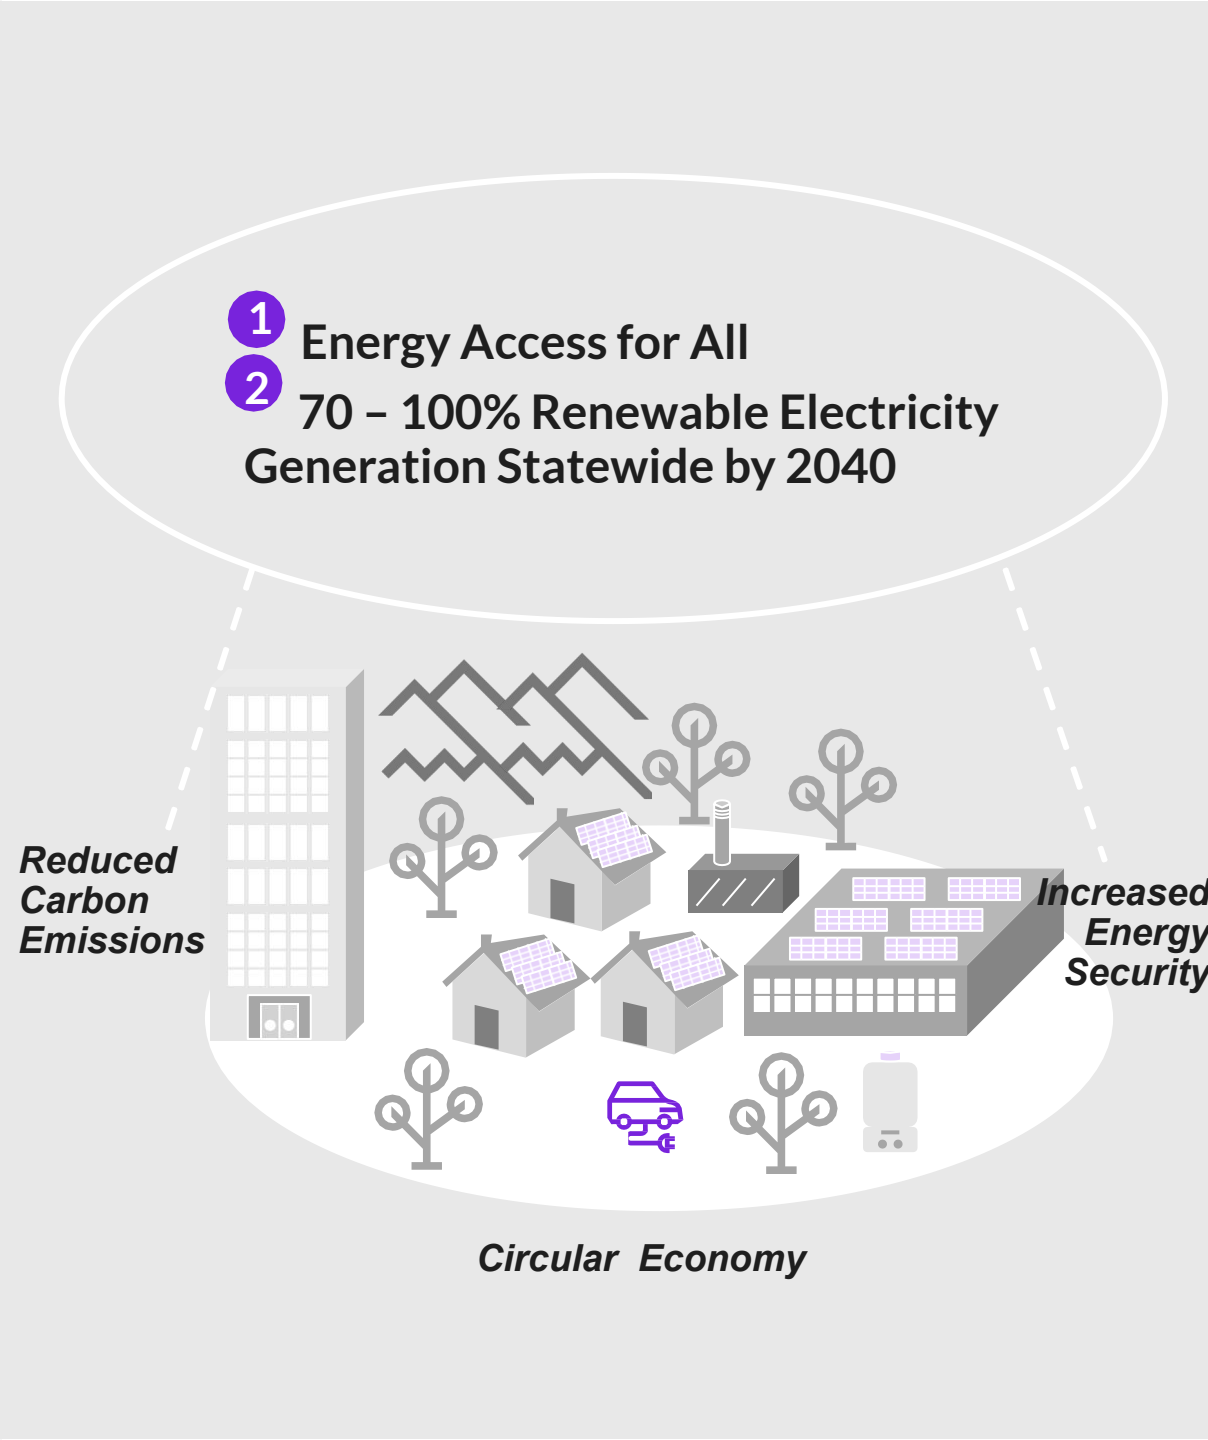 1 Energy Access for All
2 70 – 100% Renewable Electricity
Generation Statewide by 2040
Reduced
Carbon
Emissions
Increased
Energy
Security
Circular Economy